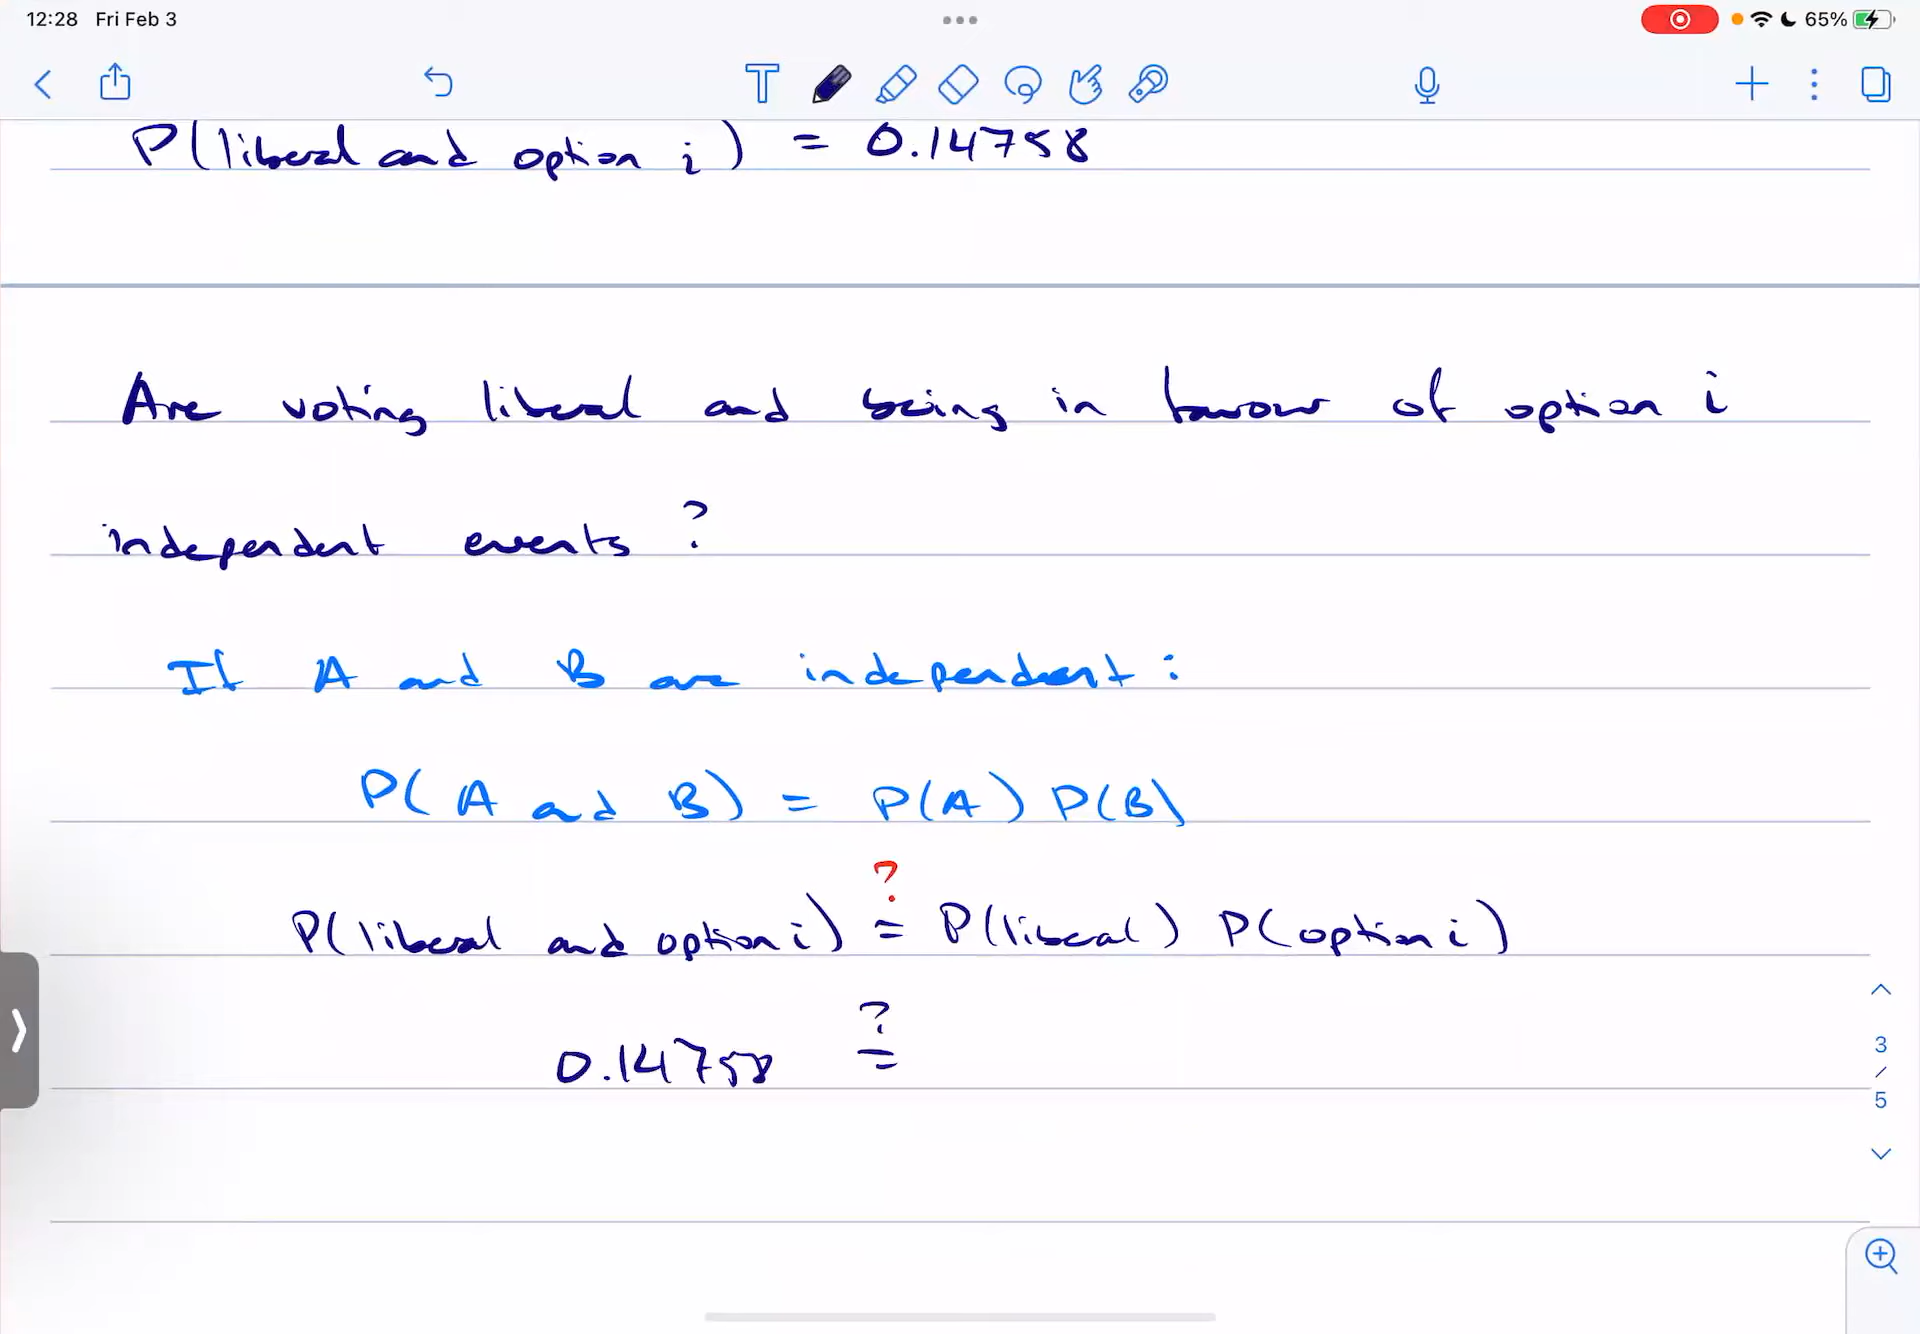 12:28 Fri Feb 3
65%
P(liberal and option i) = 0.14758
Are voting liberal and being in favour of option i
independent events ?
If A and B are independent :
P(A and B) = P(A) P(B)
?
P(liberal and option i) = P(liberal) P(option i)
?
0.14758 =
3
/
5